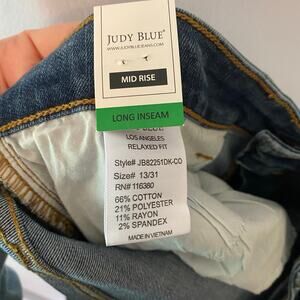 JUDY BLUE®
WWW.JUDYBLUEJEANS.COM
MID RISE
LONG INSEAM
BLUE
LOS ANGELES
RELAXED FIT
Style# JB82251DK-CO
Size# 13/31
RN# 116380
66% COTTON
21% POLYESTER
11% RAYON
2% SPANDEX
MADE IN VIETNAM